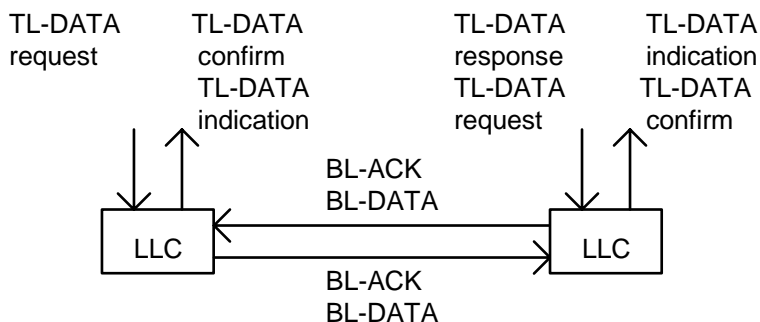 TL-DATA
request
TL-DATA
confirm
TL-DATA
indication
TL-DATA
response
TL-DATA
request
TL-DATA
indication
TL-DATA
confirm
BL-ACK
BL-DATA
LLC
LLC
BL-ACK
BL-DATA